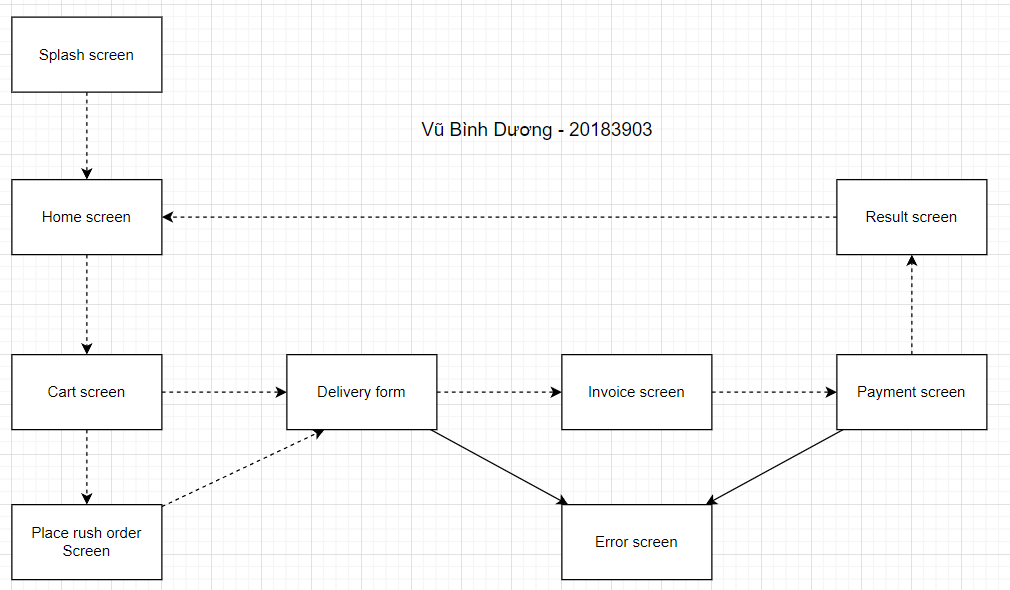 Splash screen
Vũ Bình Dương - 20183903
Home screen
Result screen
Cart screen
Delivery form
Invoice screen
Payment screen
Place rush order
Screen
Error screen